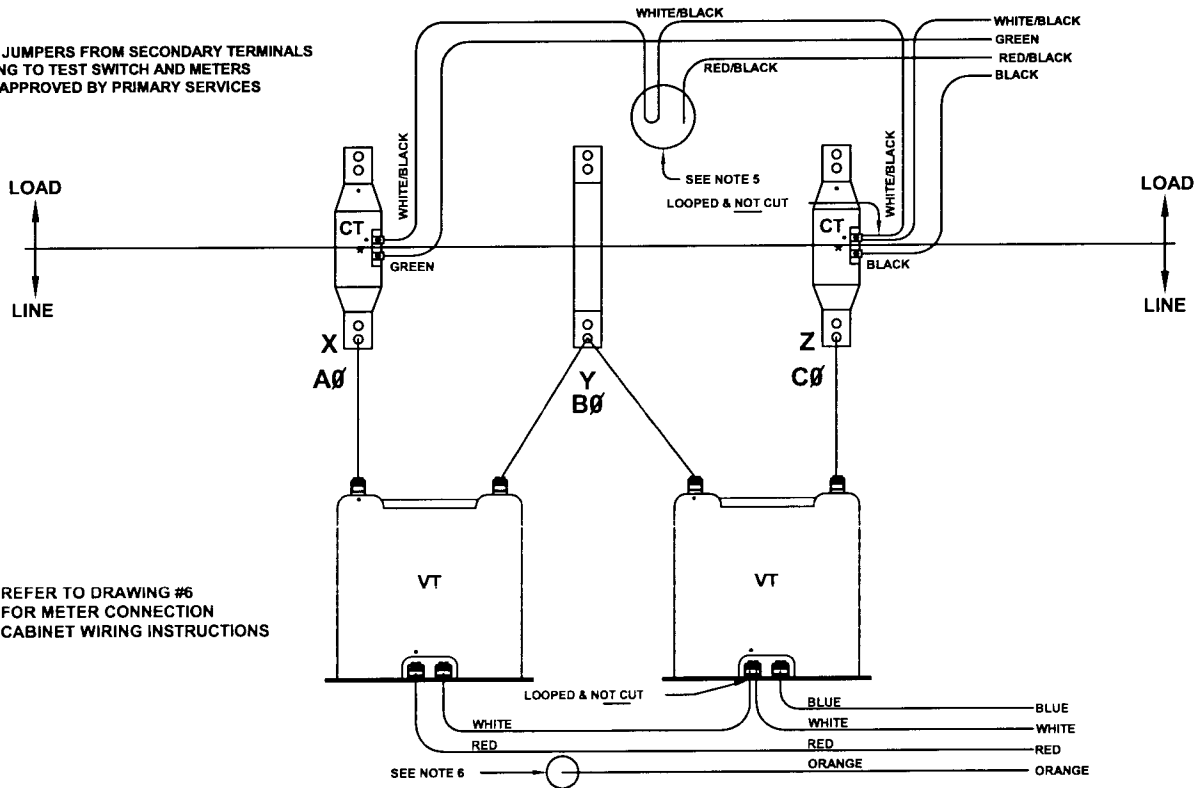 WHITE/BLACK
WHITE/BLACK
GREEN
RED/BLACK
RED/BLACK
BLACK
JUMPERS FROM SECONDARY TERMINALS
NG TO TEST SWITCH AND METERS
APPROVED BY PRIMARY SERVICES
WHITE/BLACK
WHITE/BLACK
SEE NOTE 5
LOOPED & NOT CUT
LOAD
LINE
LOAD
LINE
CT
*
GREEN
CT
*
BLACK
X
AØ
Y
BØ
Z
CØ
VT
VT
REFER TO DRAWING #6
FOR METER CONNECTION
CABINET WIRING INSTRUCTIONS
LOOPED & NOT CUT
BLUE
BLUE
WHITE
WHITE
WHITE
RED
RED
RED
SEE NOTE 6
ORANGE
ORANGE